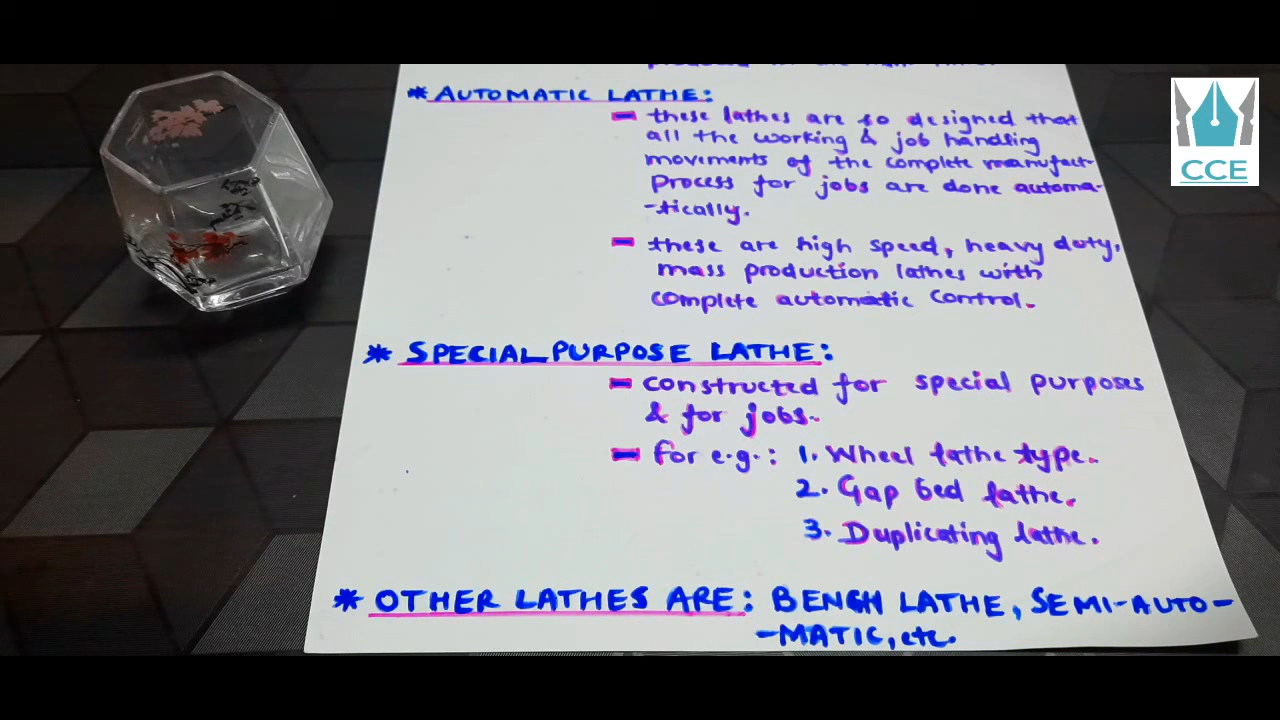 * AUTOMATIC LATHE:
- these lathes are so designed that
all the working & job handling
movements of the complete manufact-
process for jobs are done automa-
-tically.
- these are high speed, heavy duty,
mass production lathes with
complete automatic control.
* SPECIAL PURPOSE LATHE:
- constructed for special purposes
& for jobs.
- for e.g.: 1. Wheel lathe type.
2. Gap bed lathe.
3. Duplicating lathe.
* OTHER LATHES ARE: BENCH LATHE, SEMI-AUTO-
-MATIC, etc.
CCE